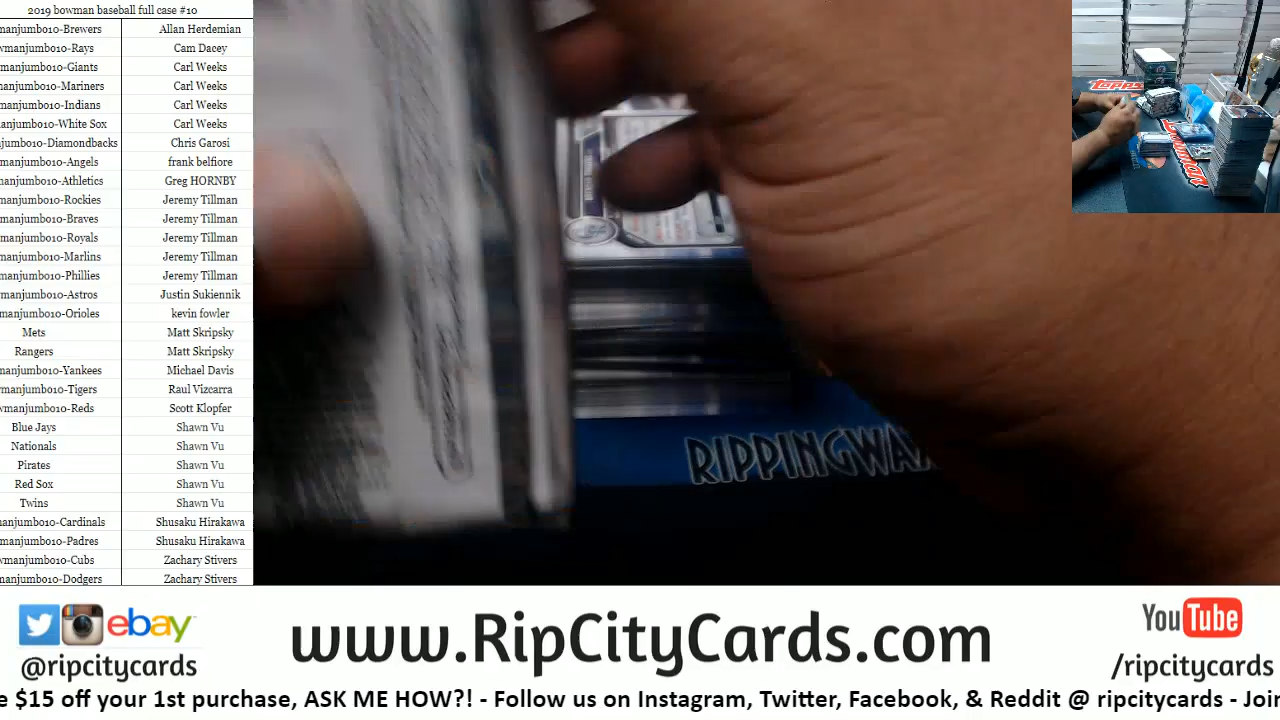 2019 bowman baseball full case #10
manjumbo10-Brewers Allan Herdemian
wmanjumbo10-Rays Cam Dacey
manjumbo10-Giants Carl Weeks
manjumbo10-Mariners Carl Weeks
manjumbo10-Indians Carl Weeks
anjumbo10-White Sox Carl Weeks
jumbo10-Diamondbacks Chris Garosi
manjumbo10-Angels frank belfiore
manjumbo10-Athletics Greg HORNBY
manjumbo10-Rockies Jeremy Tillman
manjumbo10-Braves Jeremy Tillman
manjumbo10-Royals Jeremy Tillman
manjumbo10-Marlins Jeremy Tillman
manjumbo10-Phillies Jeremy Tillman
manjumbo10-Astros Justin Sukiennik
manjumbo10-Orioles kevin fowler
Mets Matt Skripsky
Rangers Matt Skripsky
manjumbo10-Yankees Michael Davis
manjumbo10-Tigers Raul Vizcarra
wmanjumbo10-Reds Scott Klopfer
Blue Jays Shawn Vu
Nationals Shawn Vu
Pirates Shawn Vu
Red Sox Shawn Vu
Twins Shawn Vu
manjumbo10-Cardinals Shusaku Hirakawa
manjumbo10-Padres Shusaku Hirakawa
wmanjumbo10-Cubs Zachary Stivers
manjumbo10-Dodgers Zachary Stivers
topps
BOWMAN
RIPPINGWAX
ebay
@ripcitycards
www.RipCityCards.com
YouTube
/ripcitycards
e $15 off your 1st purchase, ASK ME HOW?! - Follow us on Instagram, Twitter, Facebook, & Reddit @ ripcitycards - Join